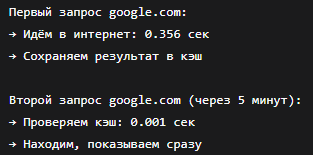 Первый запрос google.com:
→ Идём в интернет: 0.356 сек
→ Сохраняем результат в кэш
Второй запрос google.com (через 5 минут):
→ Проверяем кэш: 0.001 сек
→ Находим, показываем сразу